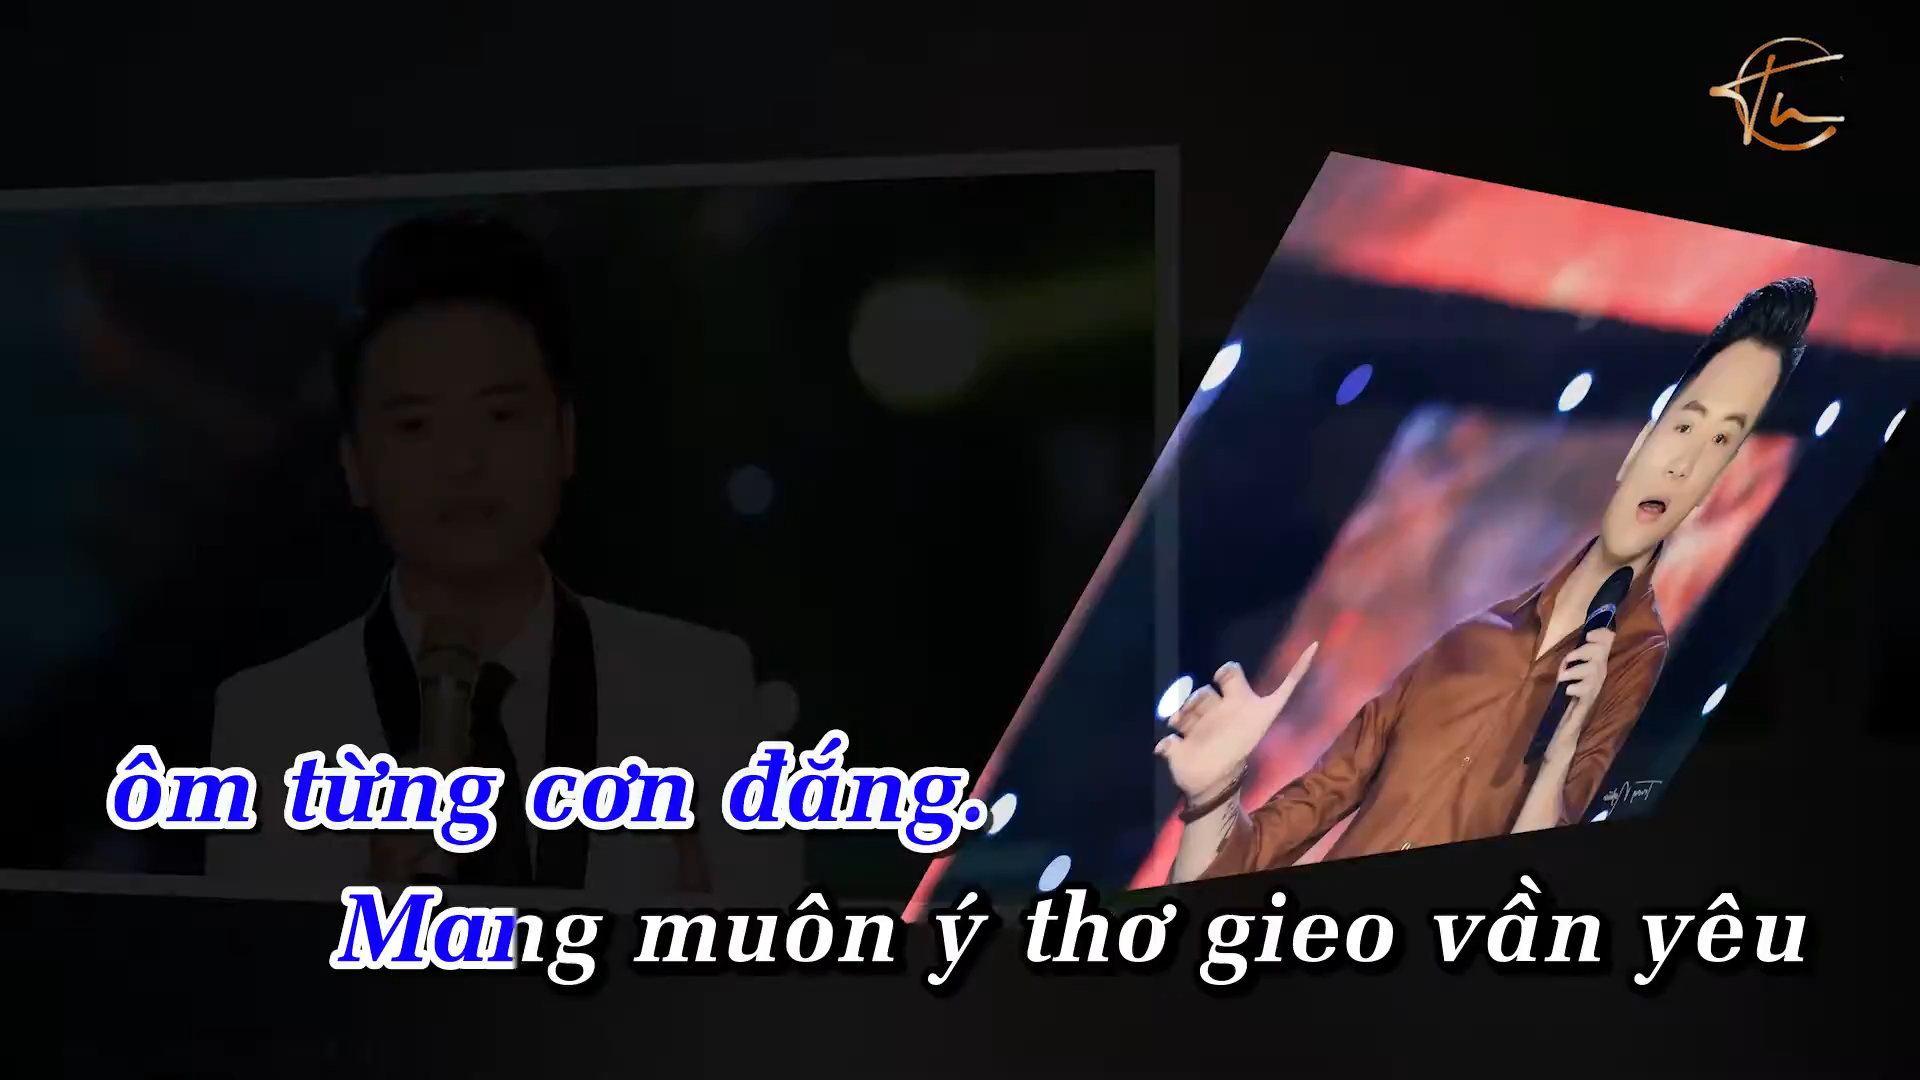 ôm từng cơn đắng.
Mang muôn ý thơ gieo vần yêu